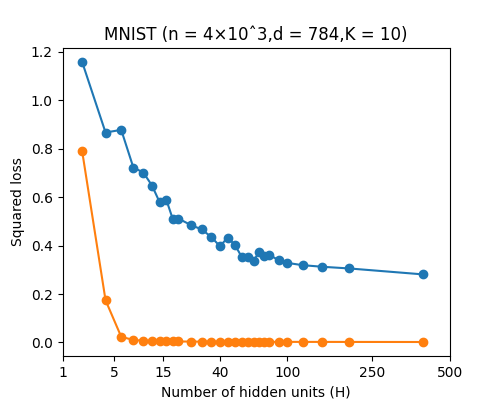 MNIST (n = 4×10ˆ3,d = 784,K = 10)
1.2
1.0
0.8
0.6
0.4
0.2
0.0
Squared loss
1 5 15 40 100 250 500
Number of hidden units (H)